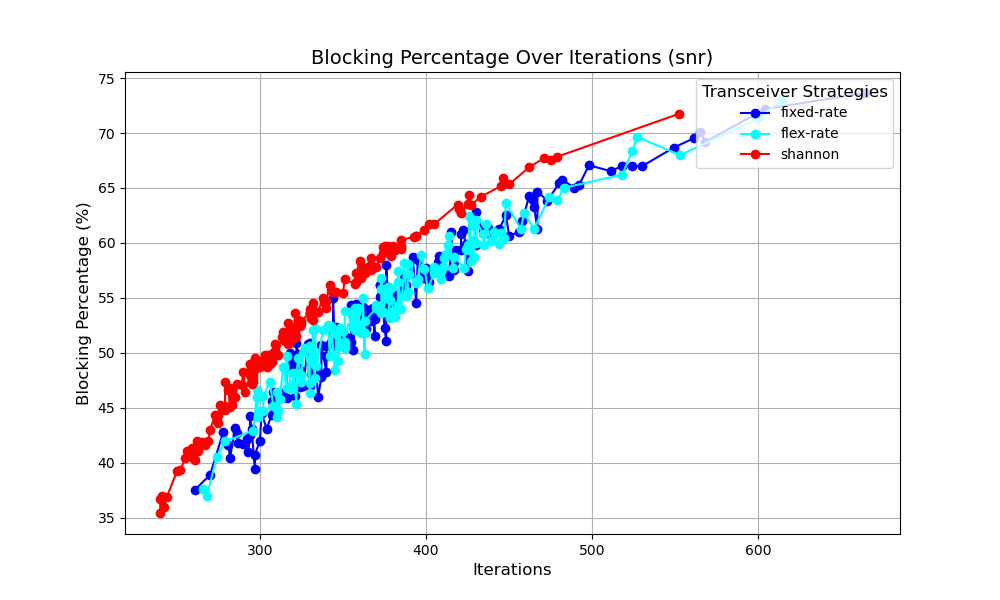 Blocking Percentage Over Iterations (snr)
Transceiver Strategies
fixed-rate
flex-rate
shannon
Blocking Percentage (%)
75
70
65
60
55
50
45
40
35
300
400
500
600
Iterations